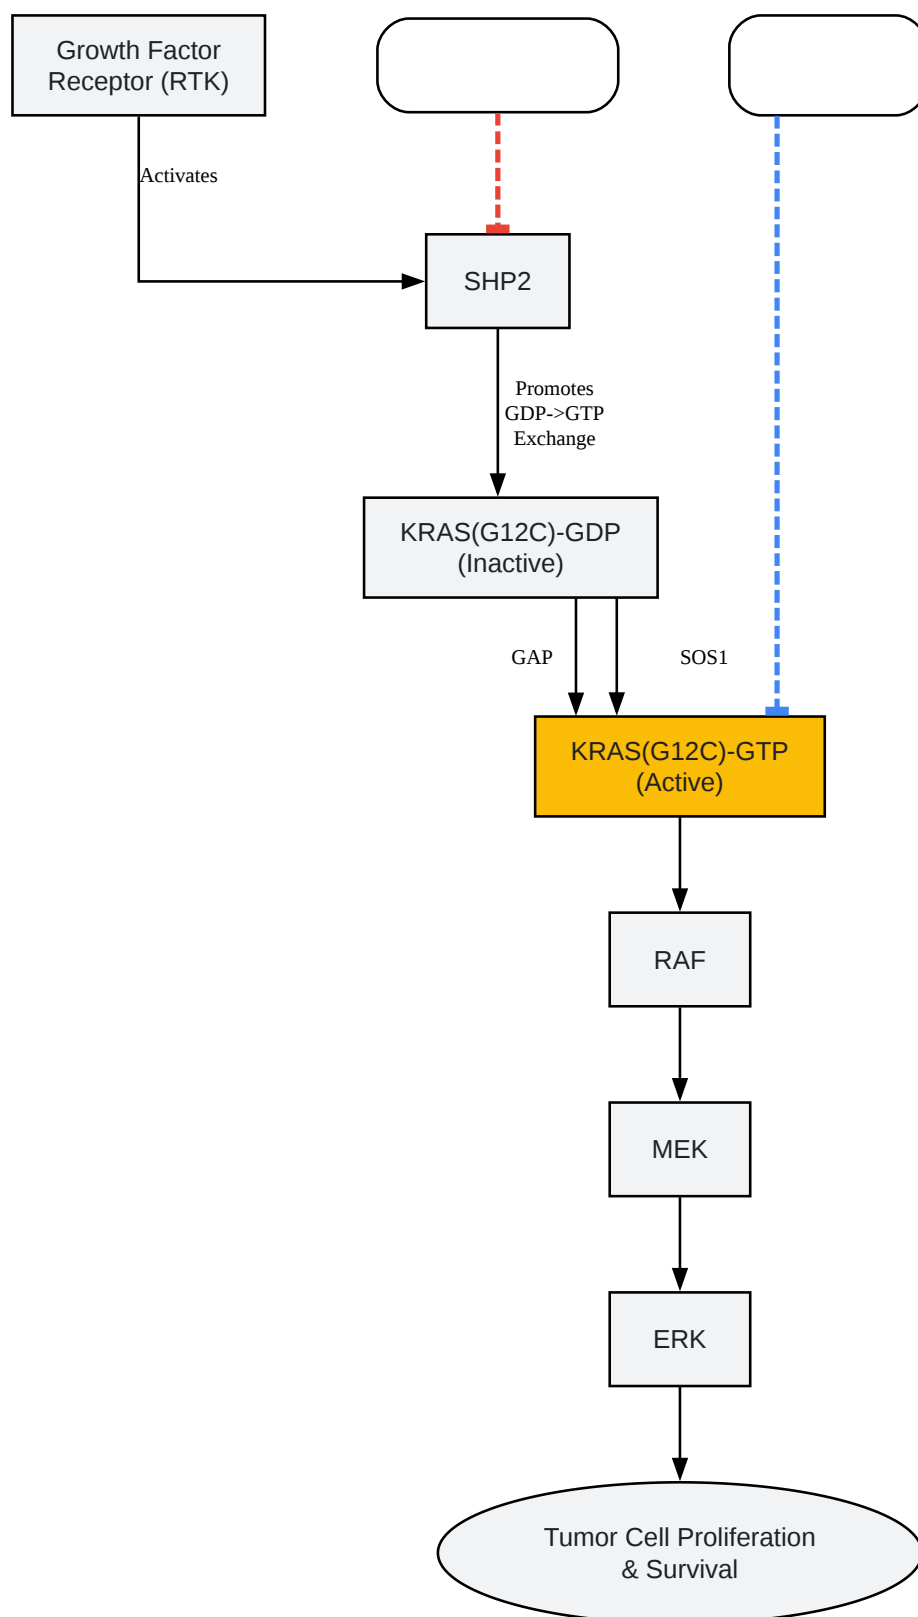 Growth Factor
Receptor (RTK)
Activates
SHP2
Promotes
GDP->GTP
Exchange
KRAS(G12C)-GDP
(Inactive)
GAP
SOS1
KRAS(G12C)-GTP
(Active)
RAF
MEK
ERK
Tumor Cell Proliferation
& Survival